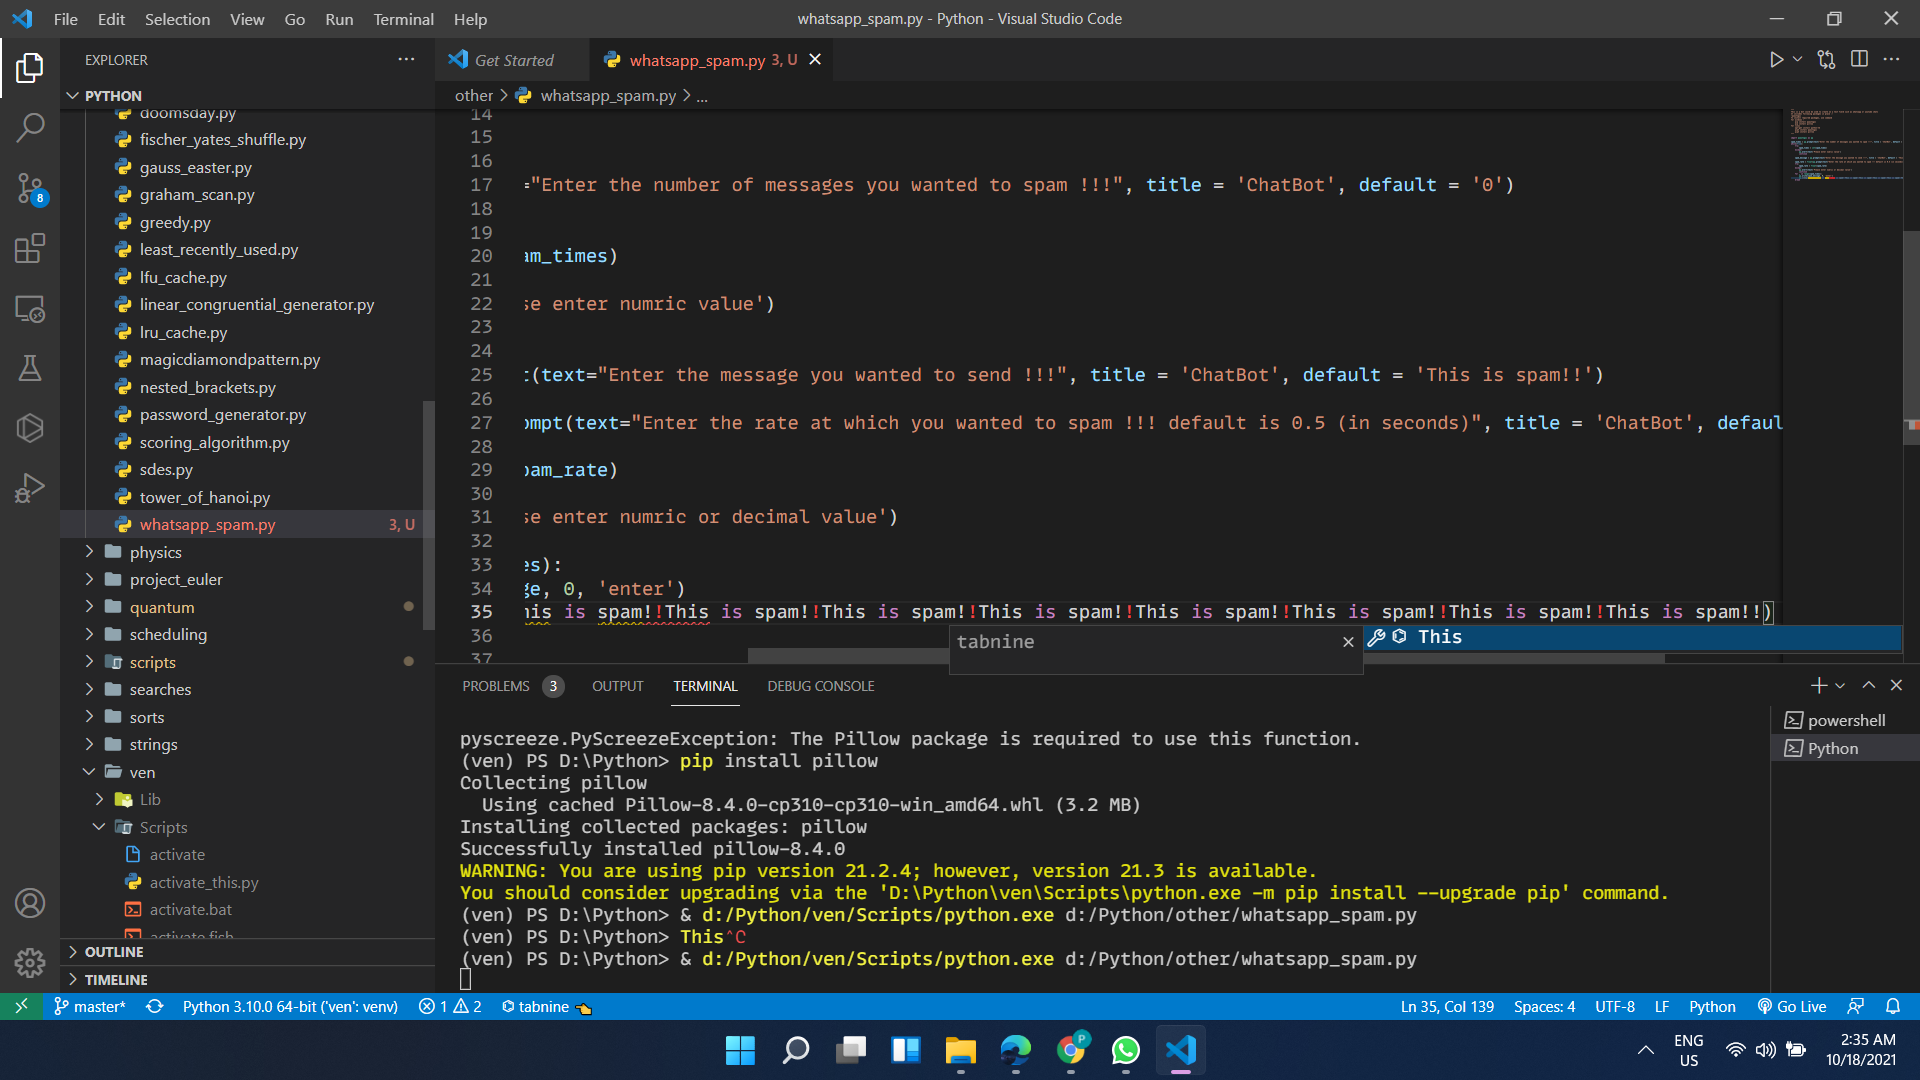 File Edit Selection View Go Run Terminal Help
whatsapp_spam.py - Python - Visual Studio Code
EXPLORER
Get Started
whatsapp_spam.py 3, U
PYTHON
other > whatsapp_spam.py > ...
doomsday.py
fischer_yates_shuffle.py
gauss_easter.py
graham_scan.py
greedy.py
least_recently_used.py
lfu_cache.py
linear_congruential_generator.py
lru_cache.py
magicdiamondpattern.py
nested_brackets.py
password_generator.py
scoring_algorithm.py
sdes.py
tower_of_hanoi.py
whatsapp_spam.py 3, U
physics
project_euler
quantum
scheduling
scripts
searches
sorts
strings
ven
Lib
Scripts
activate
activate_this.py
activate.bat
activate.fish
OUTLINE
TIMELINE
8
14
15
16
17 ="Enter the number of messages you wanted to spam !!!", title = 'ChatBot', default = '0')
18
19
20 am_times)
21
22 se enter numric value')
23
24
25 t(text="Enter the message you wanted to send !!!", title = 'ChatBot', default = 'This is spam!!')
26
27 ompt(text="Enter the rate at which you wanted to spam !!! default is 0.5 (in seconds)", title = 'ChatBot', defaul
28
29 pam_rate)
30
31 se enter numric or decimal value')
32
33 es):
34 ge, 0, 'enter')
35 his is spam!!This is spam!!This is spam!!This is spam!!This is spam!!This is spam!!This is spam!!This is spam!!)
36
37
tabnine
This
PROBLEMS 3 OUTPUT TERMINAL DEBUG CONSOLE
powershell
Python
pyscreeze.PyScreezeException: The Pillow package is required to use this function.
(ven) PS D:\Python> pip install pillow
Collecting pillow
Using cached Pillow-8.4.0-cp310-cp310-win_amd64.whl (3.2 MB)
Installing collected packages: pillow
Successfully installed pillow-8.4.0
WARNING: You are using pip version 21.2.4; however, version 21.3 is available.
You should consider upgrading via the 'D:\Python\ven\Scripts\python.exe -m pip install --upgrade pip' command.
(ven) PS D:\Python> & d:/Python/ven/Scripts/python.exe d:/Python/other/whatsapp_spam.py
(ven) PS D:\Python> This^C
(ven) PS D:\Python> & d:/Python/ven/Scripts/python.exe d:/Python/other/whatsapp_spam.py
master* Python 3.10.0 64-bit ('ven': venv) 1 2 tabnine
Ln 35, Col 139 Spaces: 4 UTF-8 LF Python Go Live
P
ENG
US
2:35 AM
10/18/2021